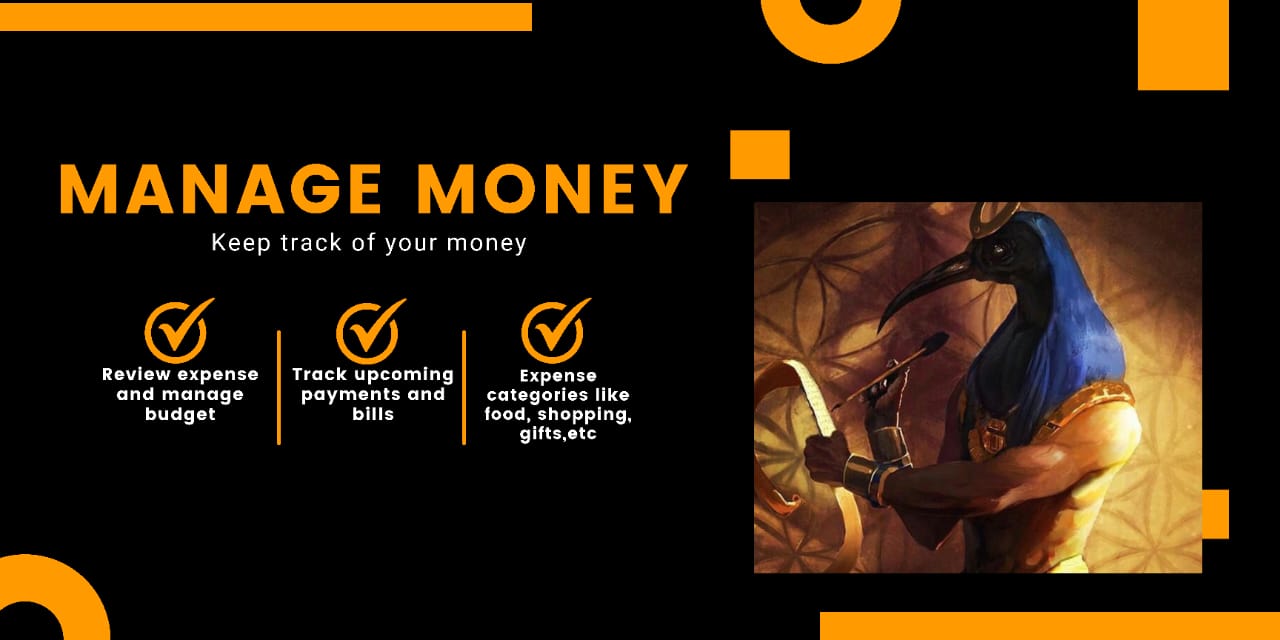 MANAGE MONEY
Keep track of your money
Review expense
and manage
budget
Track upcoming
payments and
bills
Expense
categories like
food, shopping,
gifts,etc